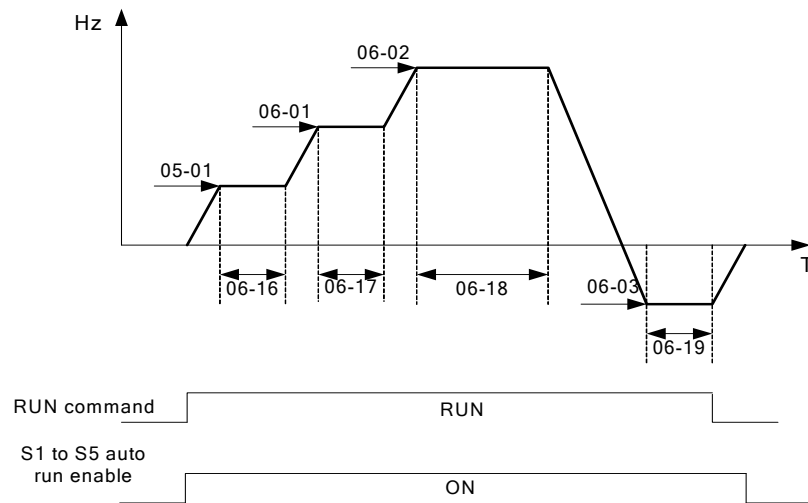 Hz
06-02
06-01
05-01
T
06-16
06-17
06-18
06-03
06-19
RUN command
RUN
S1 to S5 auto
run enable
ON